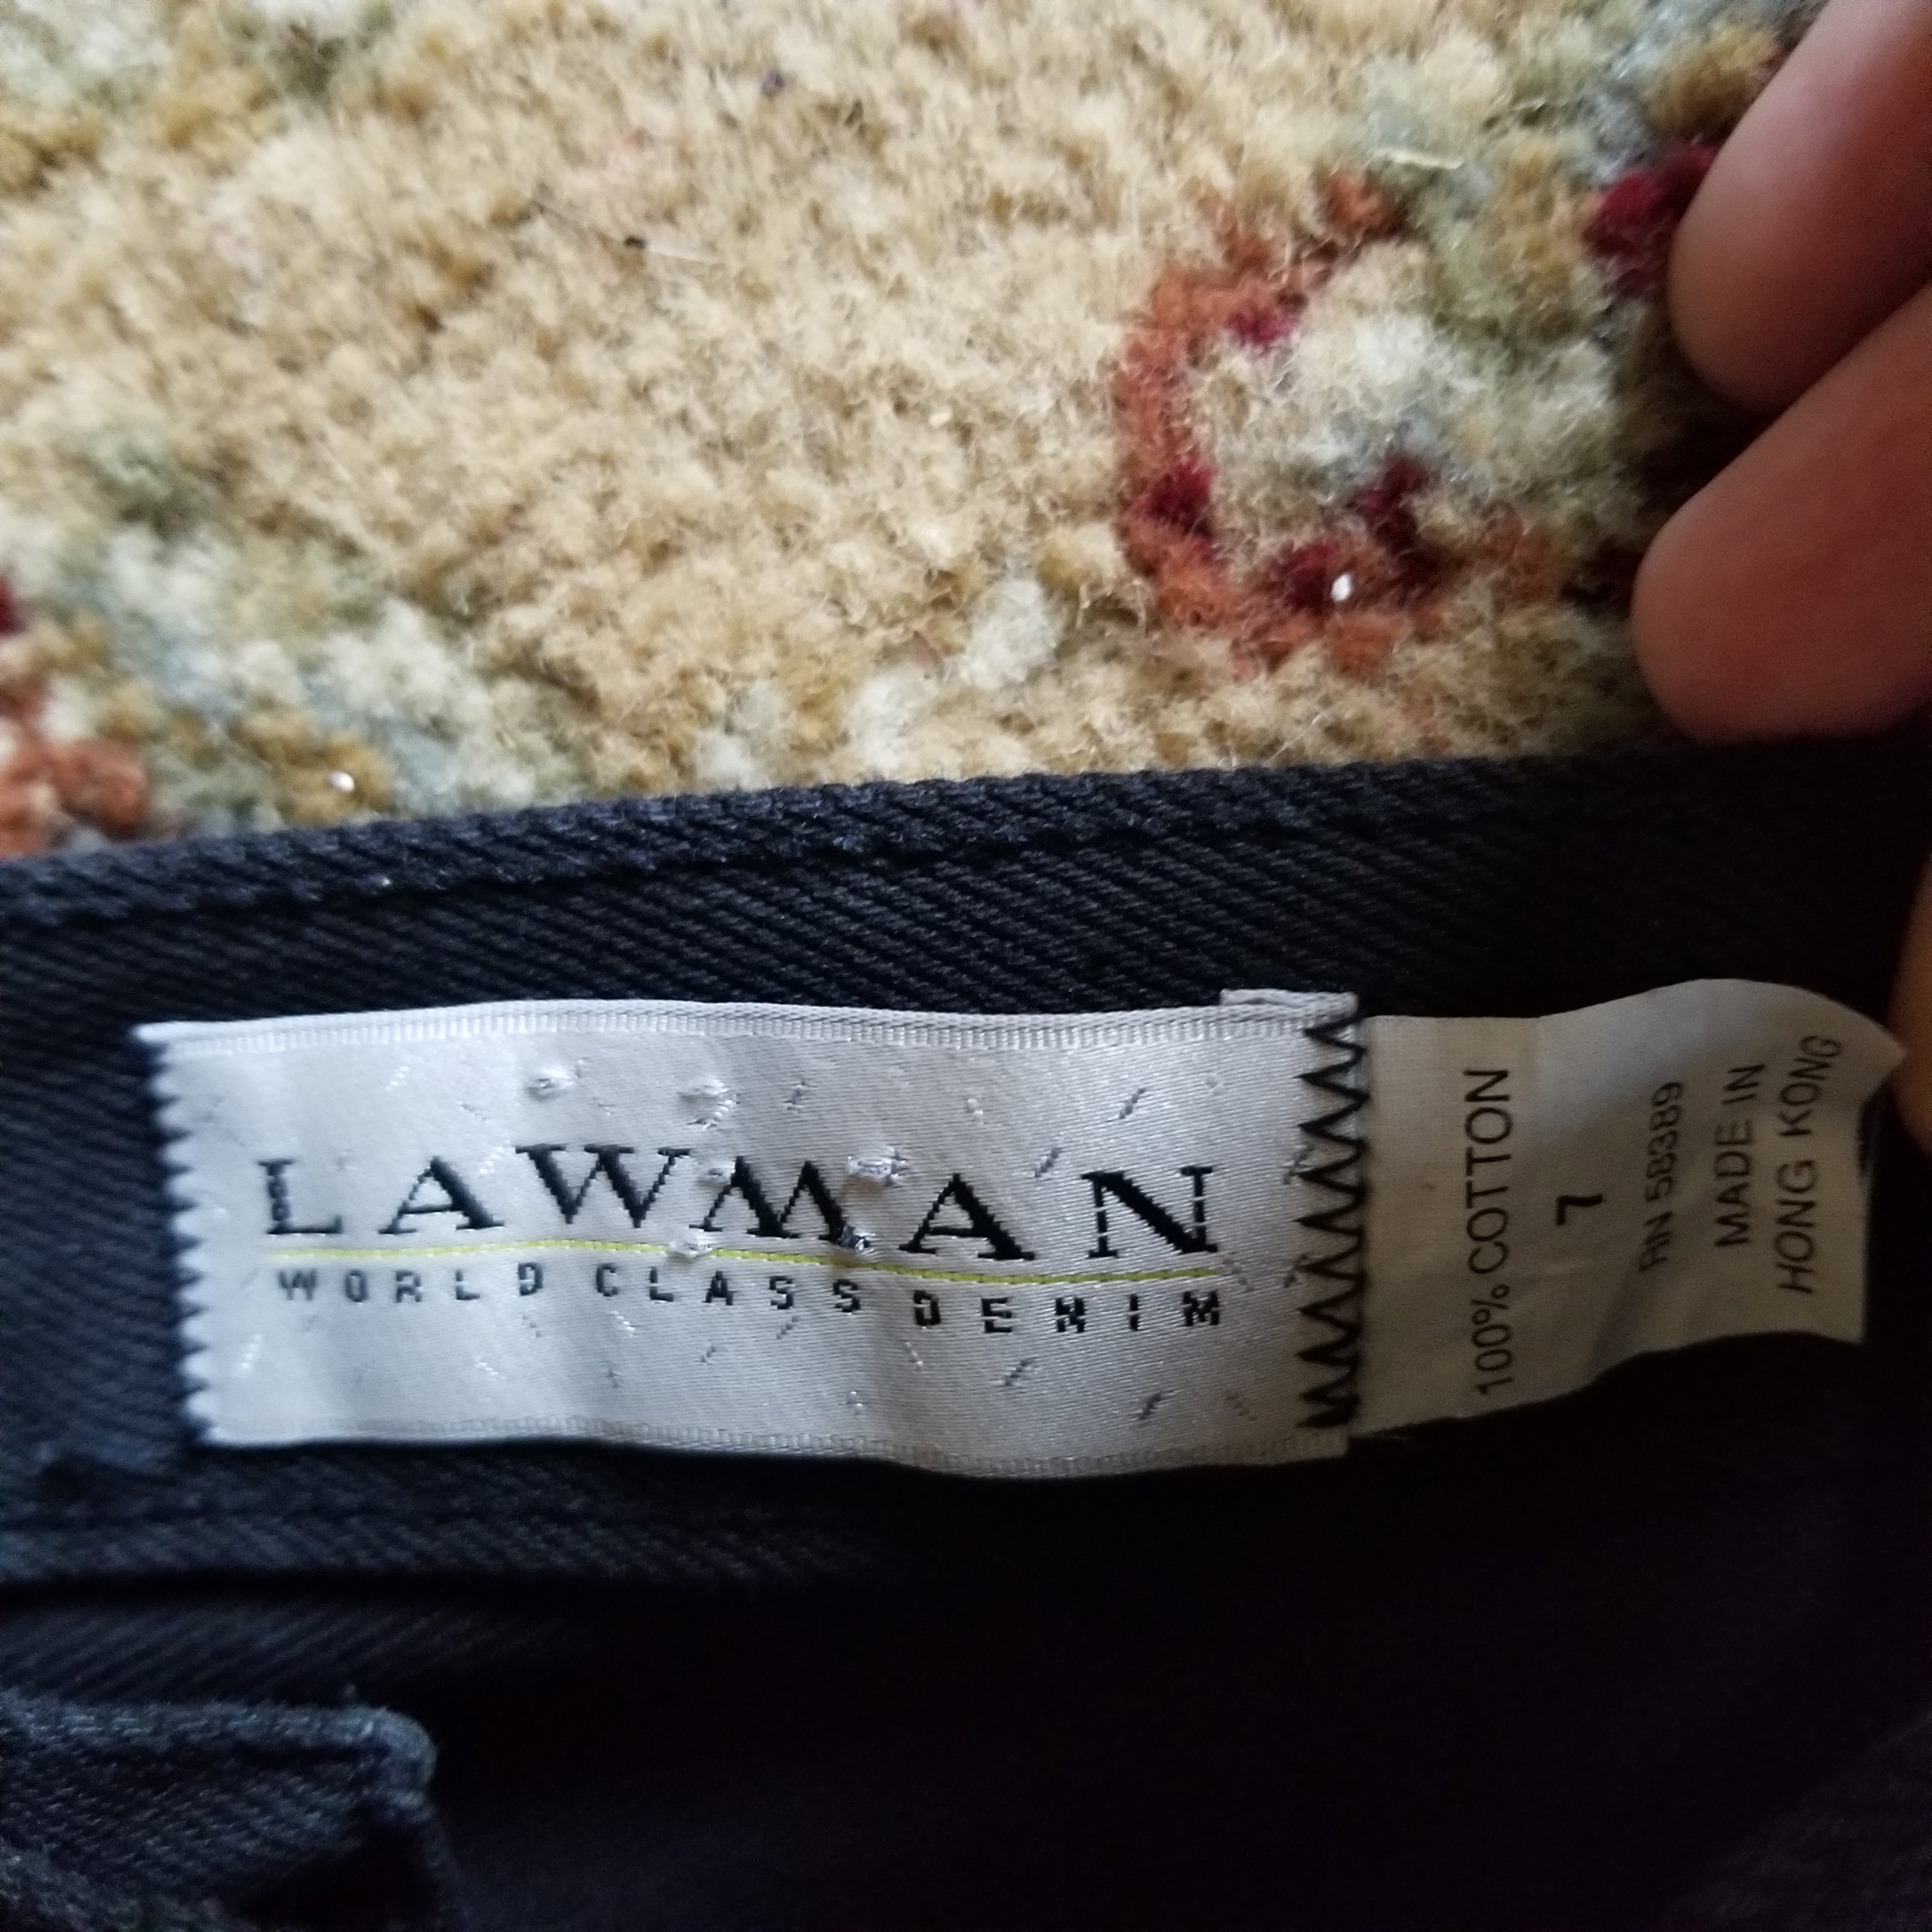 LAWMAN
WORLD CLASS DENIM
100% COTTON
7
RN 58389
MADE IN
HONG KONG